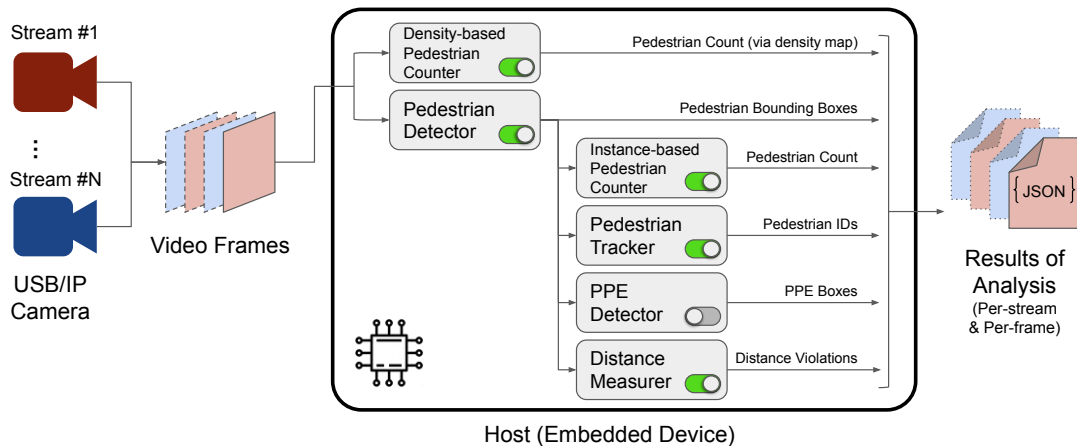 Stream #1
⋮
Stream #N
USB/IP
Camera
Video Frames
Density-based
Pedestrian
Counter
Pedestrian Count (via density map)
Pedestrian
Detector
Pedestrian Bounding Boxes
Instance-based
Pedestrian
Counter
Pedestrian Count
Pedestrian
Tracker
Pedestrian IDs
PPE
Detector
PPE Boxes
Distance
Measurer
Distance Violations
Host (Embedded Device)
{ JSON }
Results of
Analysis
(Per-stream
& Per-frame)